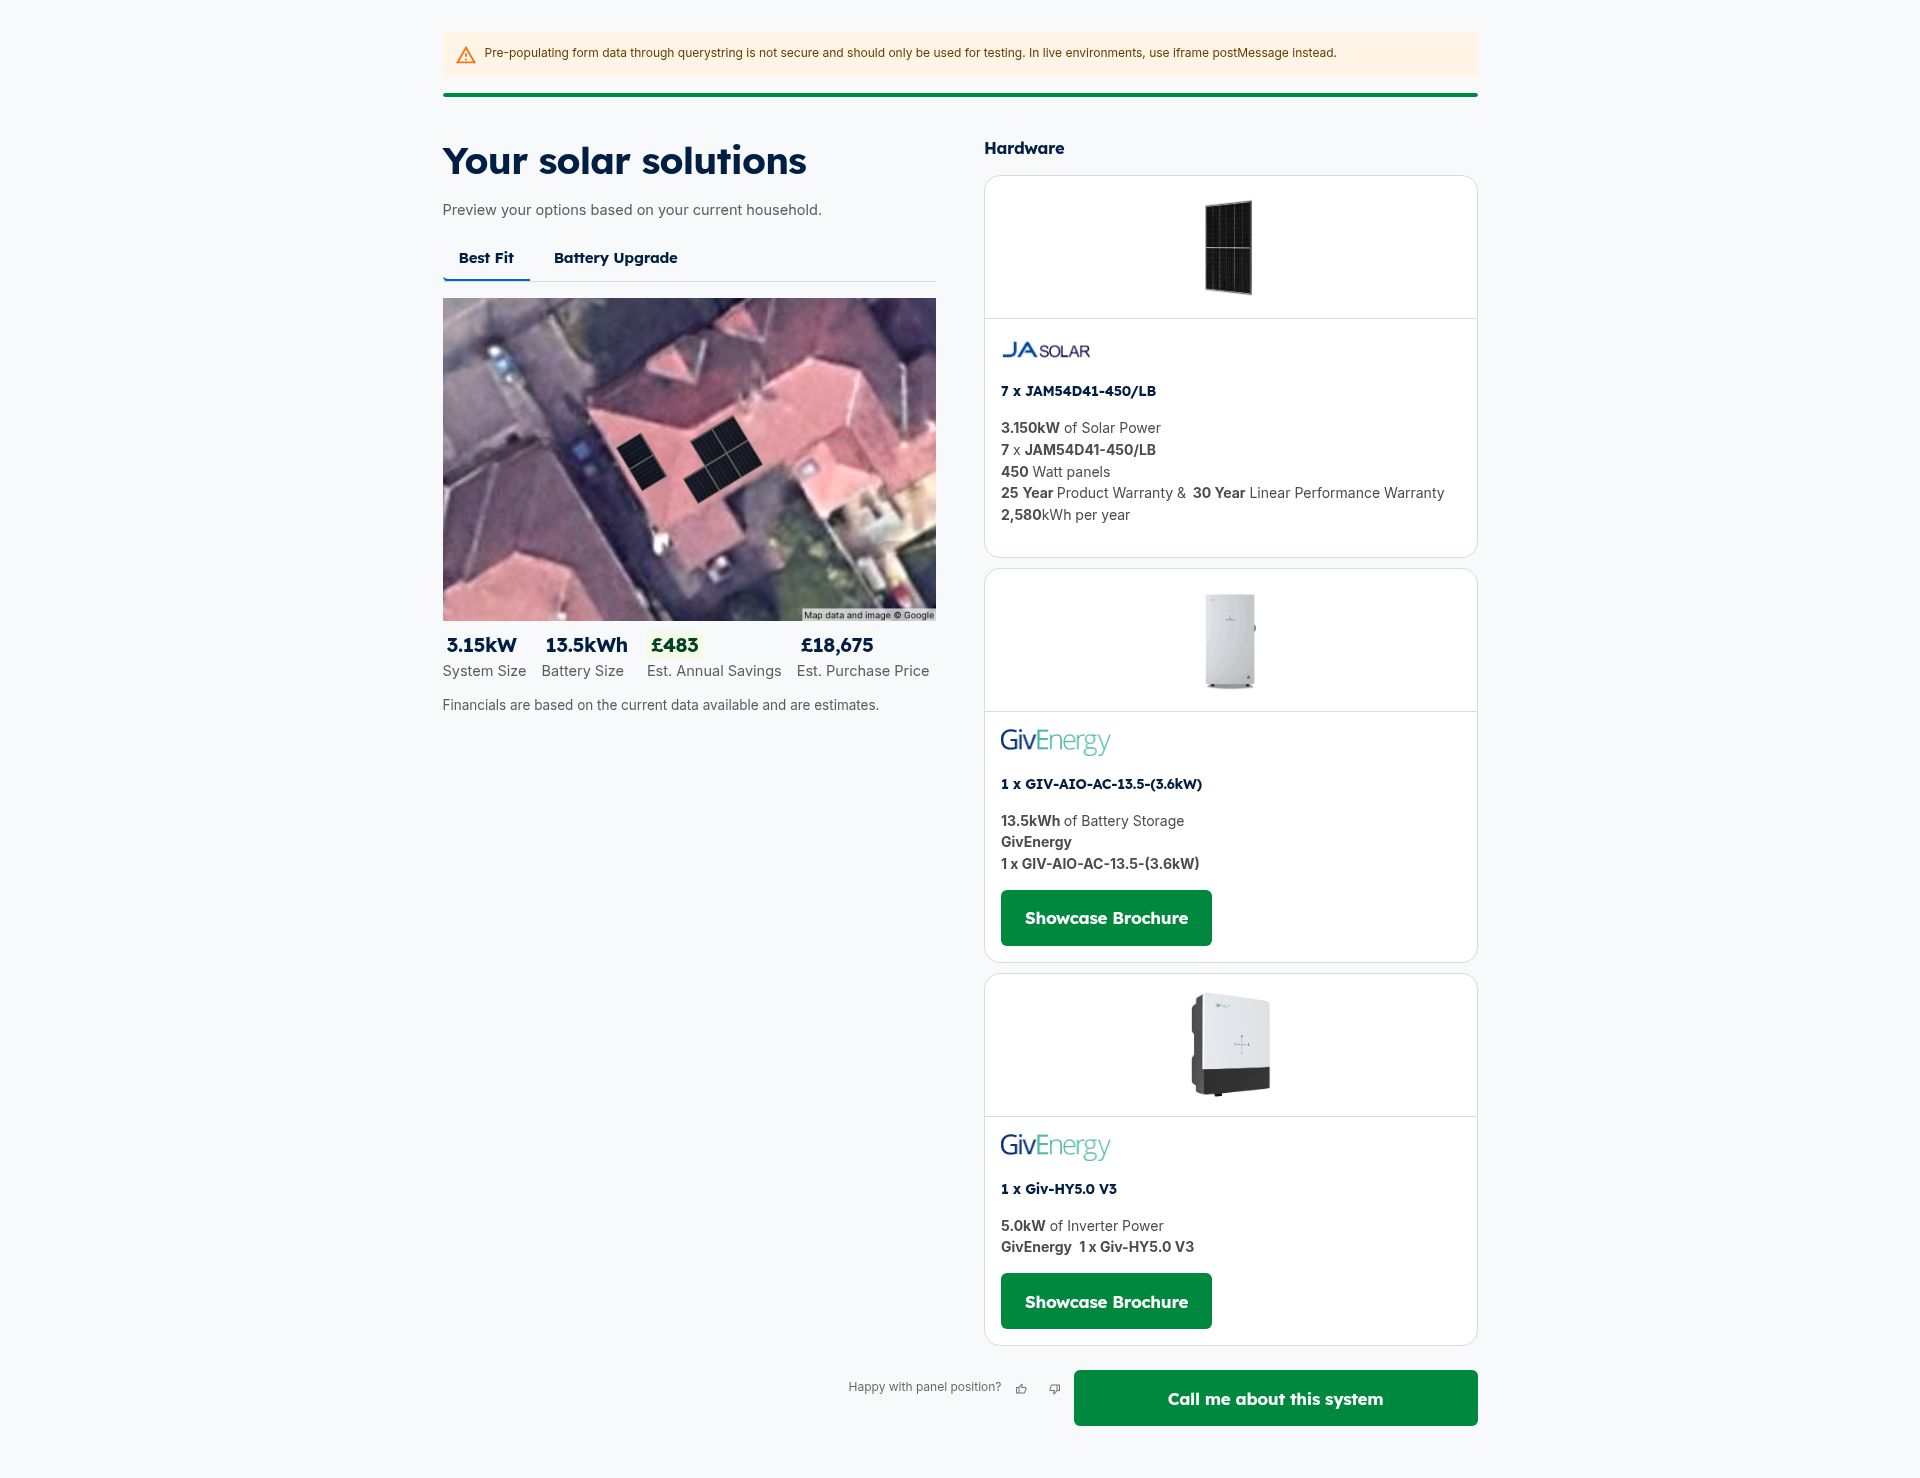 Pre-populating form data through querystring is not secure and should only be used for testing. In live environments, use iframe postMessage instead.
Your solar solutions
Preview your options based on your current household.
Best Fit
Battery Upgrade
Map data and image © Google
3.15kW
System Size
13.5kWh
Battery Size
£483
Est. Annual Savings
£18,675
Est. Purchase Price
Financials are based on the current data available and are estimates.
Hardware
JA SOLAR
7 x JAM54D41-450/LB
3.150kW of Solar Power
7 x JAM54D41-450/LB
450 Watt panels
25 Year Product Warranty & 30 Year Linear Performance Warranty
2,580kWh per year
GivEnergy
1 x GIV-AIO-AC-13.5-(3.6kW)
13.5kWh of Battery Storage
GivEnergy
1 x GIV-AIO-AC-13.5-(3.6kW)
Showcase Brochure
GivEnergy
1 x Giv-HY5.0 V3
5.0kW of Inverter Power
GivEnergy 1 x Giv-HY5.0 V3
Showcase Brochure
Happy with panel position?
Call me about this system